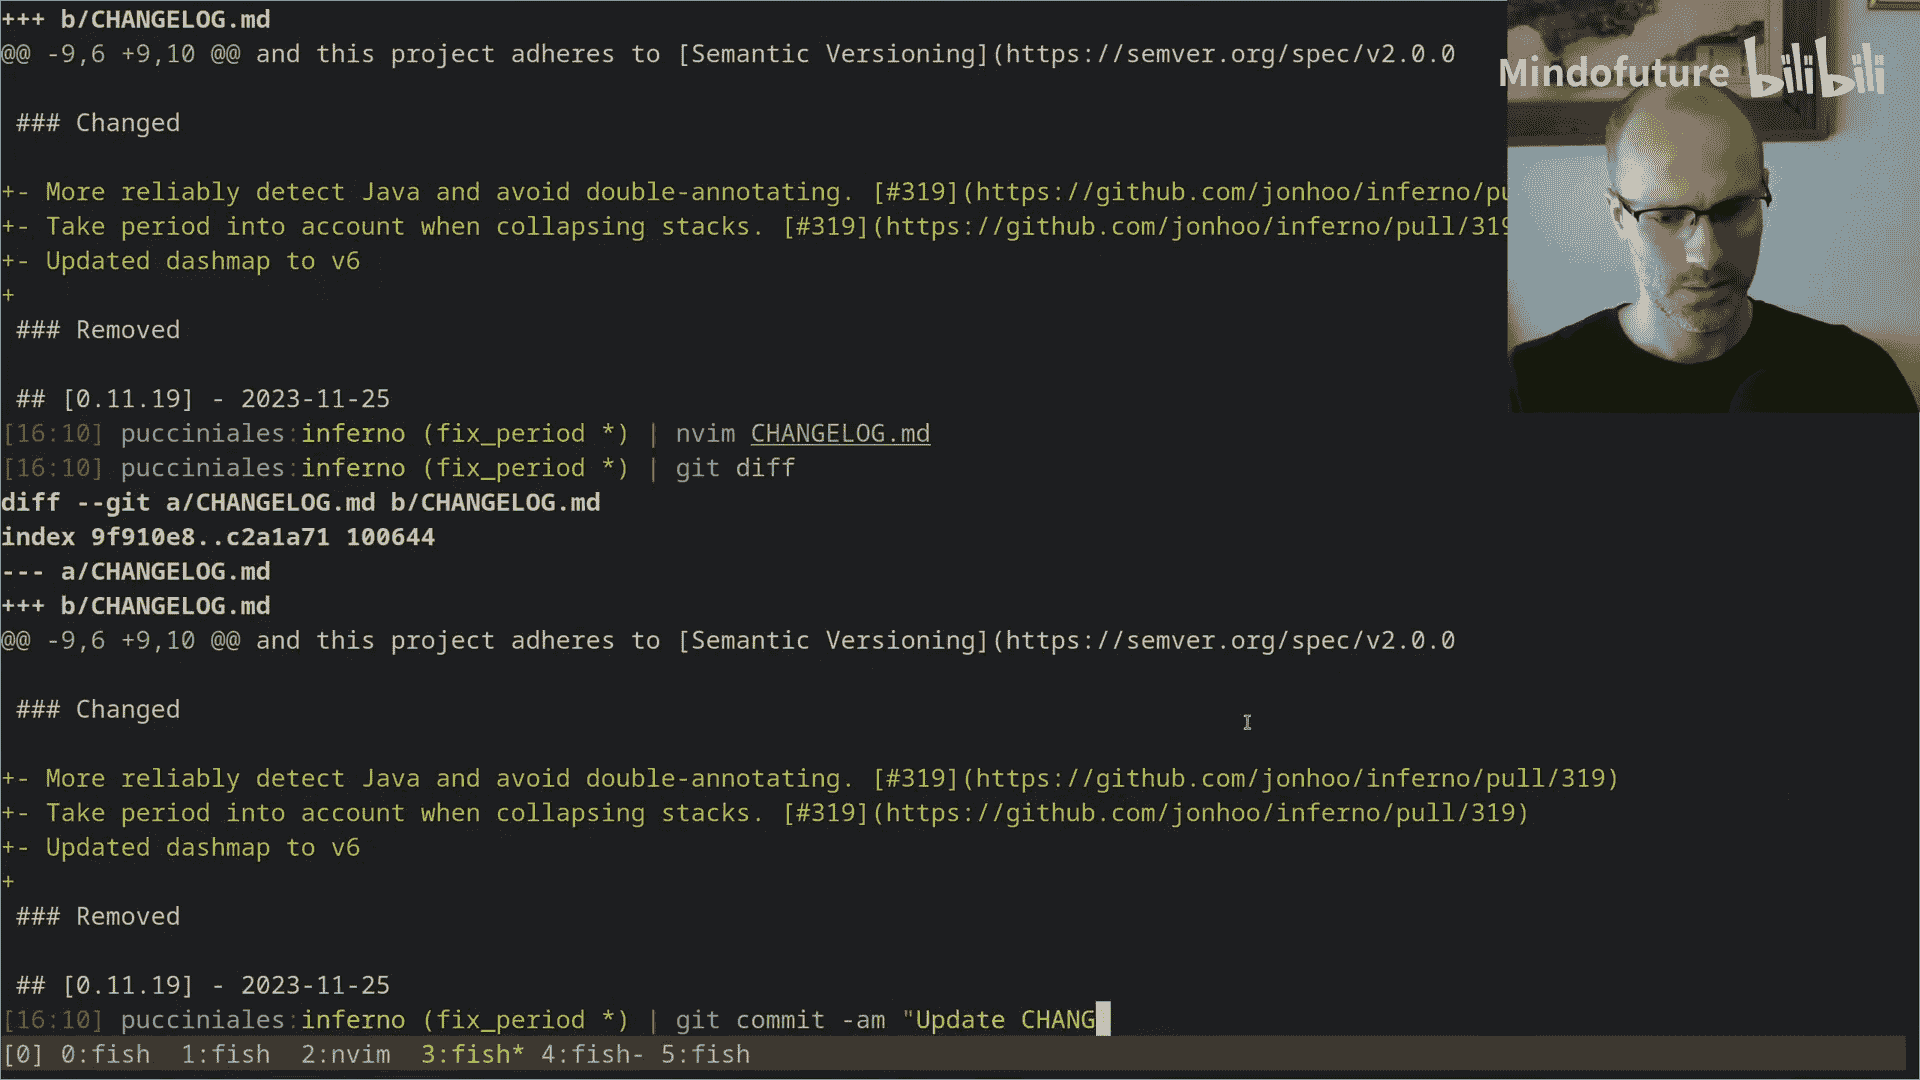 +++ b/CHANGELOG.md
@@ -9,6 +9,10 @@ and this project adheres to [Semantic Versioning](https://semver.org/spec/v2.0.0
Mindofuture bilibili
### Changed
+- More reliably detect Java and avoid double-annotating. [#319](https://github.com/jonhoo/inferno/pu
+- Take period into account when collapsing stacks. [#319](https://github.com/jonhoo/inferno/pull/319
+- Updated dashmap to v6
+
### Removed
## [0.11.19] - 2023-11-25
[16:10] pucciniales:inferno (fix_period *) | nvim CHANGELOG.md
[16:10] pucciniales:inferno (fix_period *) | git diff
diff --git a/CHANGELOG.md b/CHANGELOG.md
index 9f910e8..c2a1a71 100644
--- a/CHANGELOG.md
+++ b/CHANGELOG.md
@@ -9,6 +9,10 @@ and this project adheres to [Semantic Versioning](https://semver.org/spec/v2.0.0
### Changed
+- More reliably detect Java and avoid double-annotating. [#319](https://github.com/jonhoo/inferno/pull/319)
+- Take period into account when collapsing stacks. [#319](https://github.com/jonhoo/inferno/pull/319)
+- Updated dashmap to v6
+
### Removed
## [0.11.19] - 2023-11-25
[16:10] pucciniales:inferno (fix_period *) | git commit -am "Update CHANG
[0] 0:fish 1:fish 2:nvim 3:fish* 4:fish- 5:fish